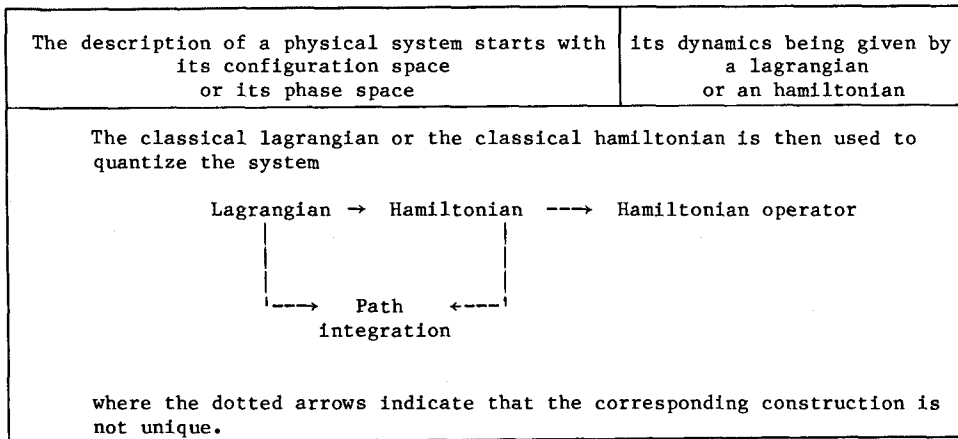 The description of a physical system starts with
its configuration space
or its phase space
its dynamics being given by
a lagrangian
or an hamiltonian
The classical lagrangian or the classical hamiltonian is then used to
quantize the system
Lagrangian → Hamiltonian ---→ Hamiltonian operator
---→ Path ←---
integration
where the dotted arrows indicate that the corresponding construction is
not unique.